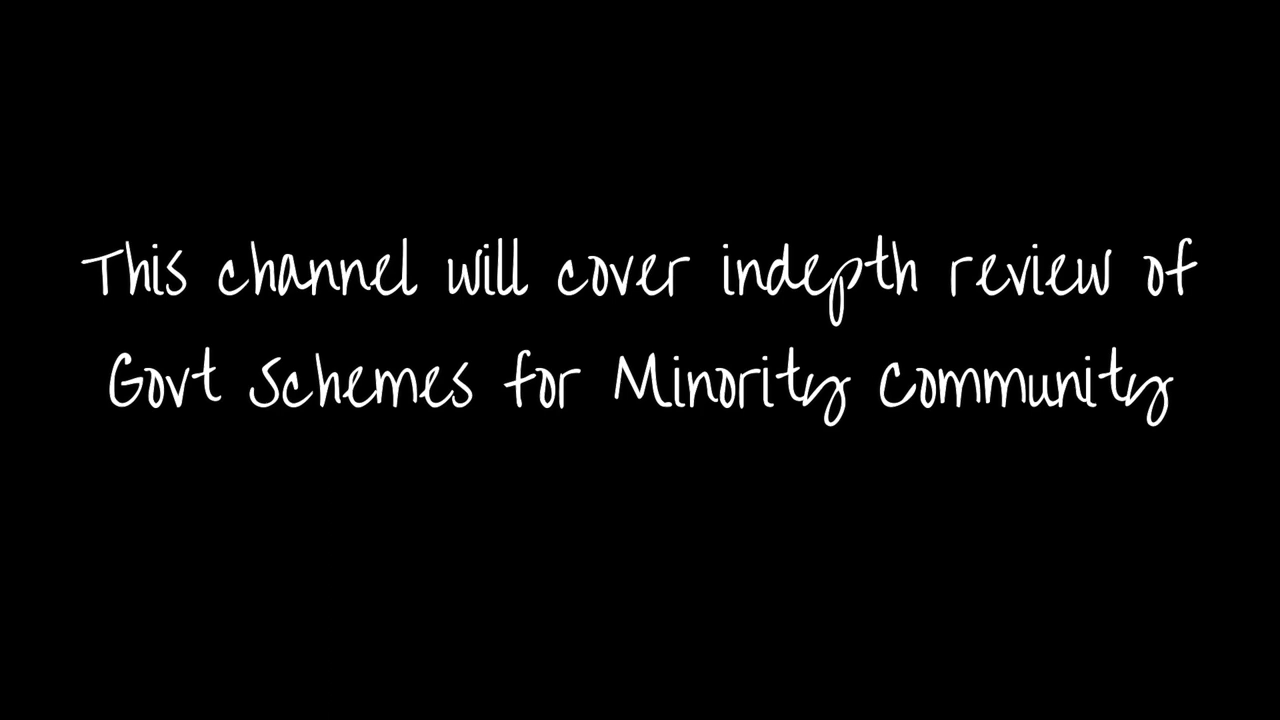 This channel will cover indepth review of
Govt Schemes for Minority Community